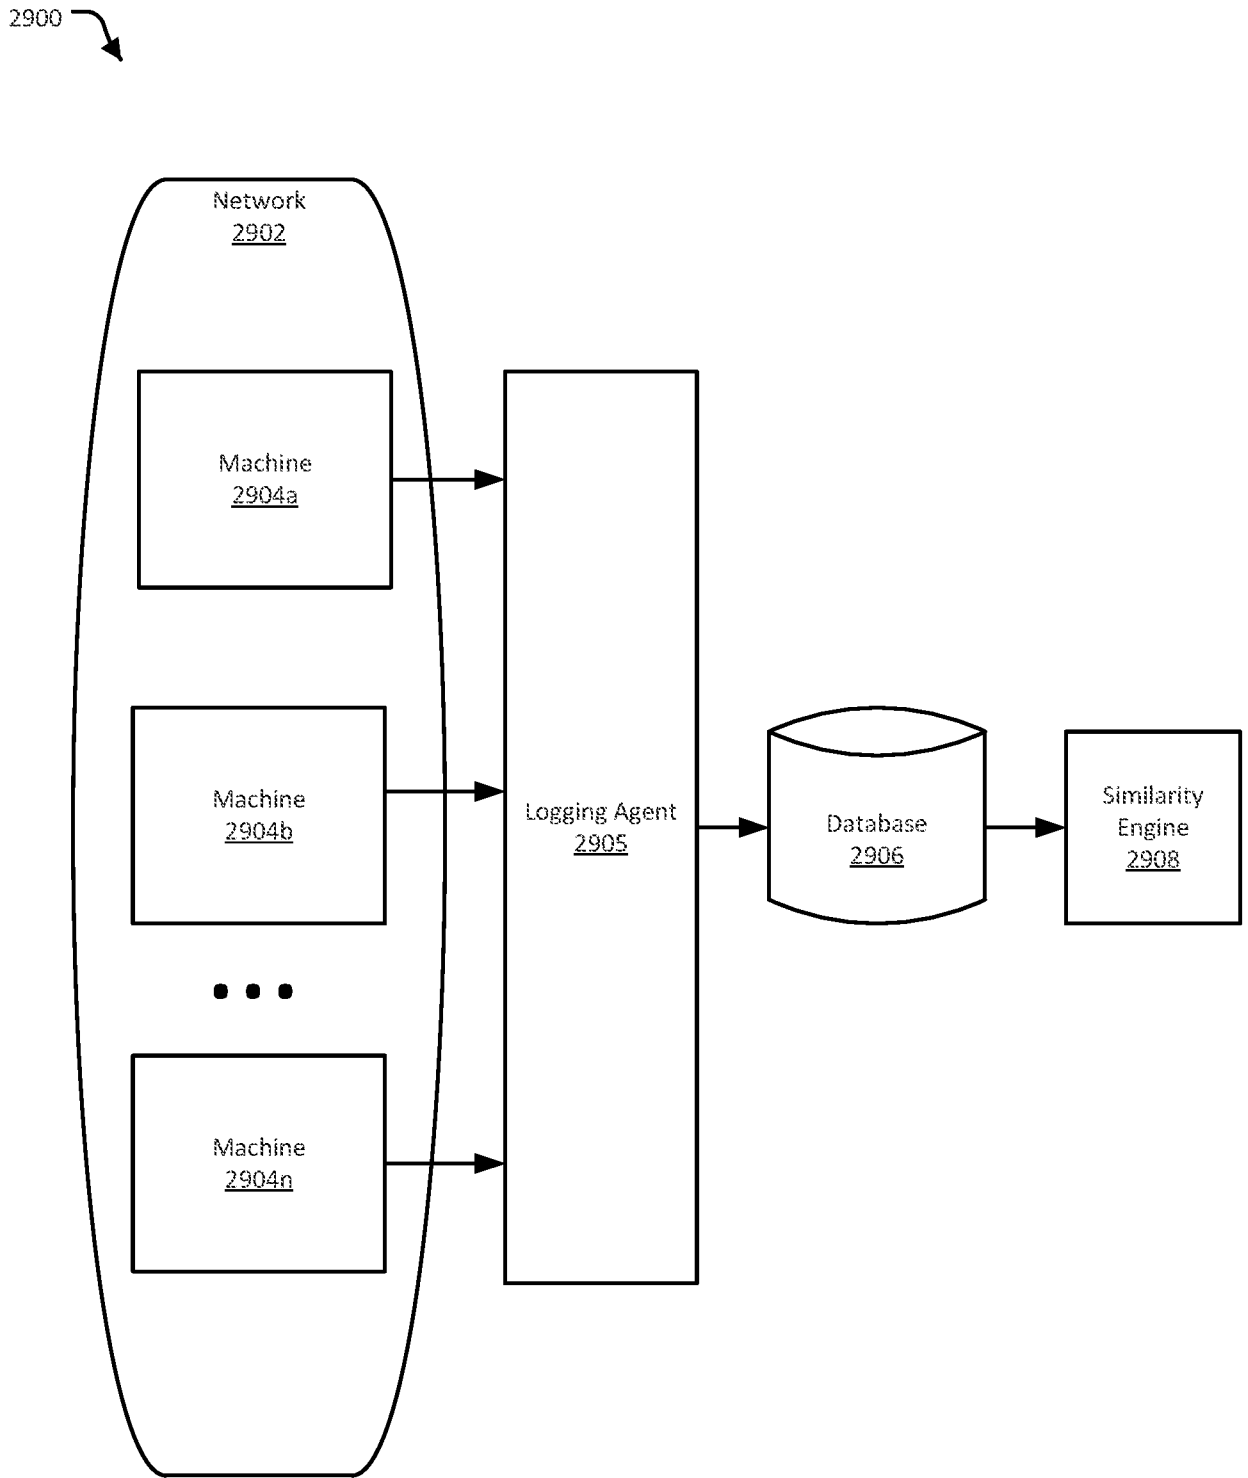 2900
Network
2902
Machine
2904a
Machine
2904b
Machine
2904n
Logging Agent
2905
Database
2906
Similarity
Engine
2908